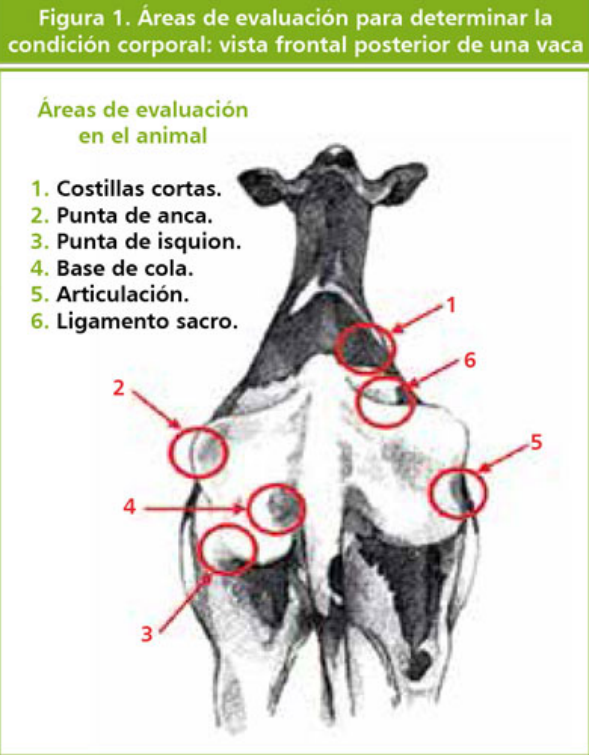 Figura 1. Áreas de evaluación para determinar la
condición corporal: vista frontal posterior de una vaca
Áreas de evaluación
en el animal
1. Costillas cortas.
2. Punta de anca.
3. Punta de isquion.
4. Base de cola.
5. Articulación.
6. Ligamento sacro.
1
6
2
5
4
3